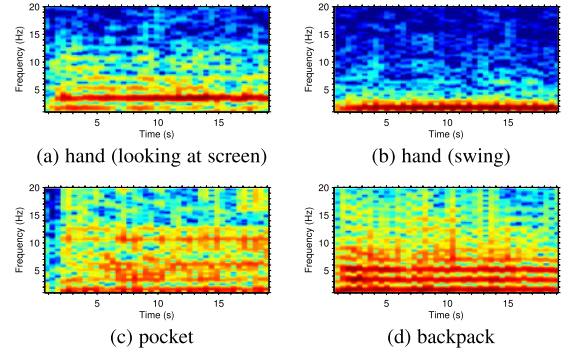 20
15
10
5
Frequency (Hz)
5 10 15
Time (s)
(a) hand (looking at screen)
20
15
10
5
Frequency (Hz)
5 10 15
Time (s)
(b) hand (swing)
20
15
10
5
Frequency (Hz)
5 10 15
Time (s)
(c) pocket
20
15
10
5
Frequency (Hz)
5 10 15
Time (s)
(d) backpack